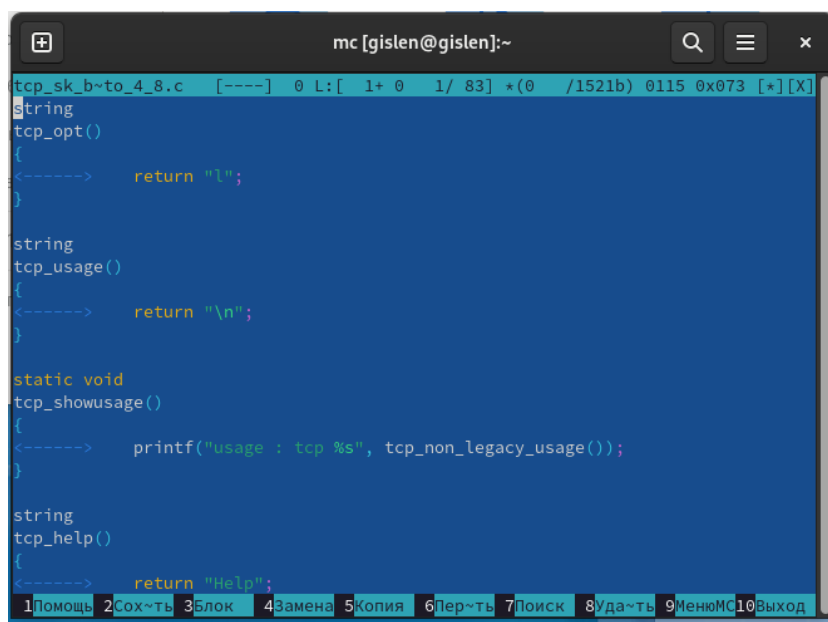 mc [gislen@gislen]:~
tcp_sk_b~to_4_8.c   [----]  0 L:[  1+ 0   1/ 83] *(0   /1521b) 0115 0x073 [*][X]
string
tcp_opt()
{
<------>    return "l";
}
string
tcp_usage()
{
<------>    return "\n";
}
static void
tcp_showusage()
{
<------>    printf("usage : tcp %s", tcp_non_legacy_usage());
}
string
tcp_help()
{
<------>    return "Help";
1Помощь 2Сох~ть 3Блок 4Замена 5Копия 6Пер~ть 7Поиск 8Уда~ть 9МенюMC 10Выход